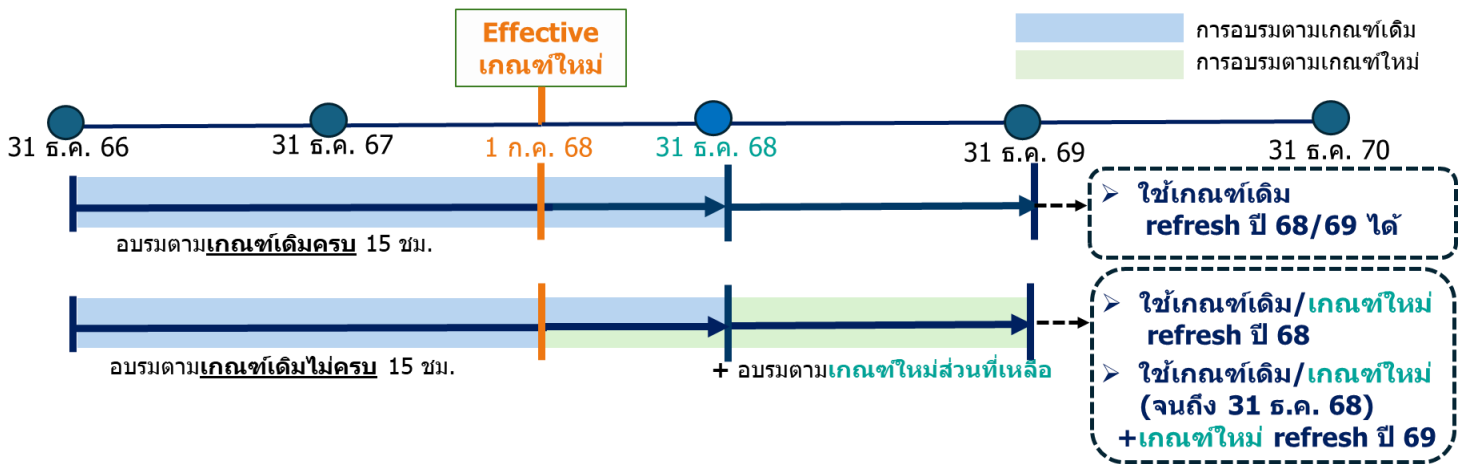 Effective
เกณฑ์ใหม่
การอบรมตามเกณฑ์เดิม
การอบรมตามเกณฑ์ใหม่
31 ธ.ค. 66
31 ธ.ค. 67
1 ก.ค. 68
31 ธ.ค. 68
31 ธ.ค. 69
31 ธ.ค. 70
อบรมตามเกณฑ์เดิมครบ 15 ชม.
➢ ใช้เกณฑ์เดิม
refresh ปี 68/69 ได้
อบรมตามเกณฑ์เดิมไม่ครบ 15 ชม.
+ อบรมตามเกณฑ์ใหม่ส่วนที่เหลือ
➢ ใช้เกณฑ์เดิม/เกณฑ์ใหม่
refresh ปี 68
➢ ใช้เกณฑ์เดิม/เกณฑ์ใหม่
(จนถึง 31 ธ.ค. 68)
+เกณฑ์ใหม่ refresh ปี 69